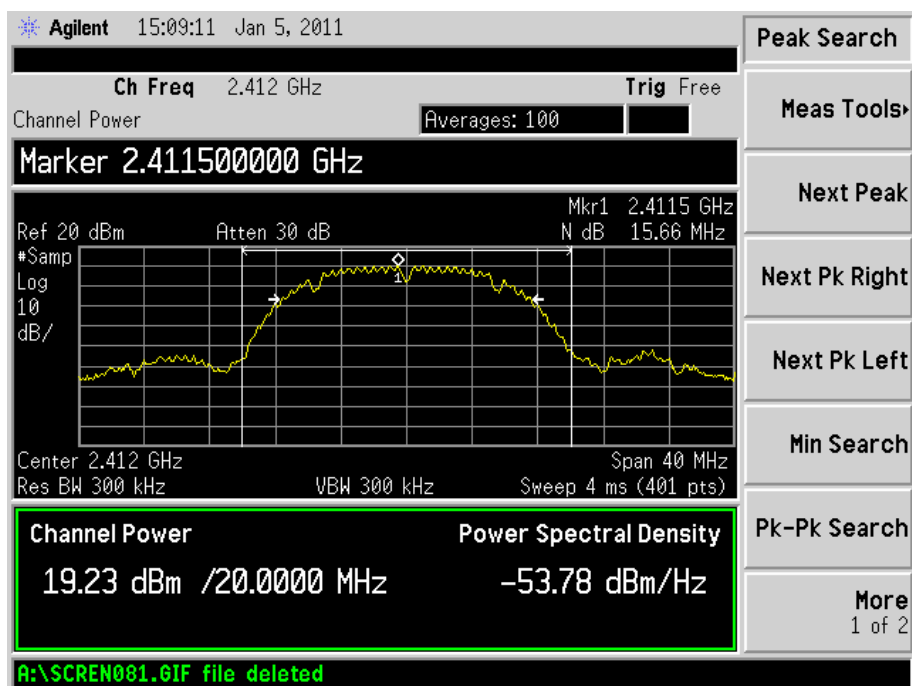 Agilent 15:09:11 Jan 5, 2011
Ch Freq 2.412 GHz Trig Free
Channel Power Averages: 100
Marker 2.411500000 GHz
Mkr1 2.4115 GHz
Ref 20 dBm Atten 30 dB N dB 15.66 MHz
#Samp
Log
10
dB/
1
Center 2.412 GHz Span 40 MHz
Res BW 300 kHz VBW 300 kHz Sweep 4 ms (401 pts)
Channel Power Power Spectral Density
19.23 dBm /20.0000 MHz -53.78 dBm/Hz
A:\SCREN081.GIF file deleted
Peak Search
Meas Tools
Next Peak
Next Pk Right
Next Pk Left
Min Search
Pk-Pk Search
More
1 of 2